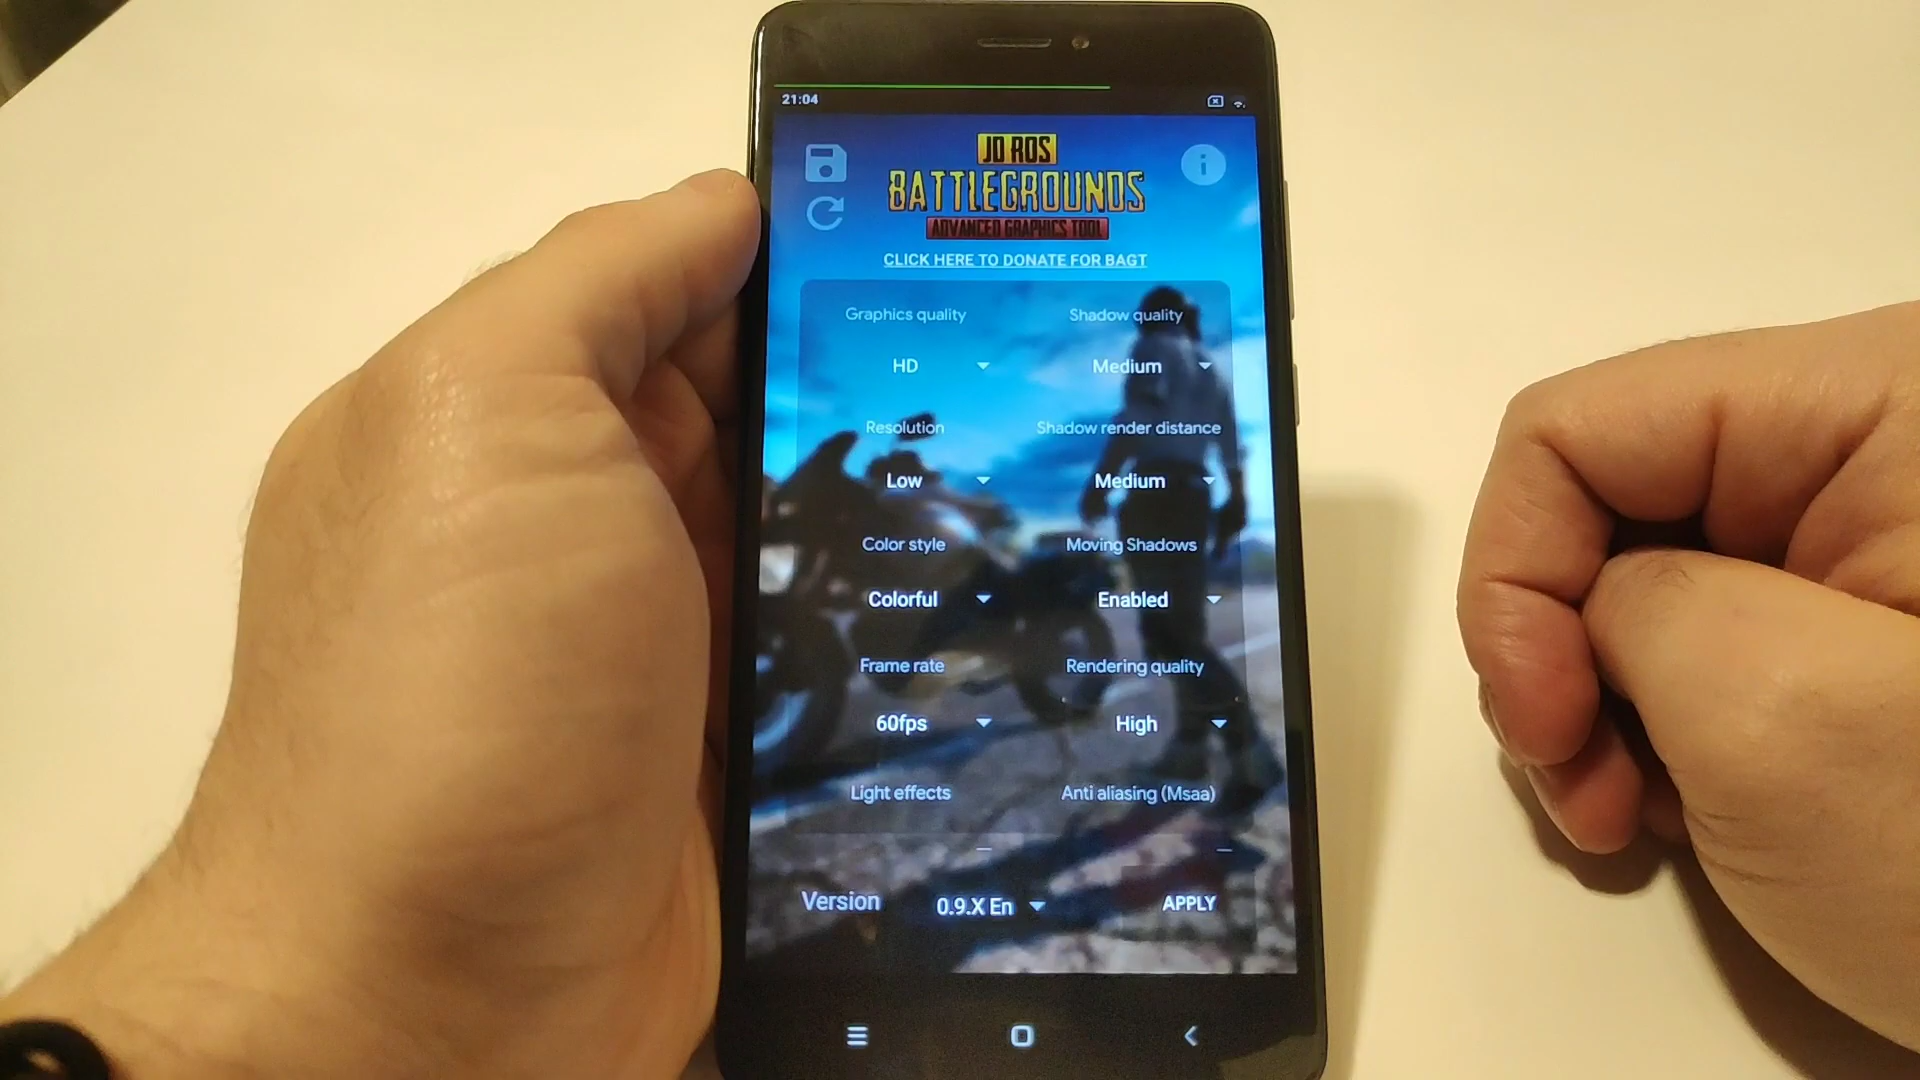 21:04
JO ROS
BATTLEGROUNDS
ADVANCED GRAPHICS TOOL
CLICK HERE TO DONATE FOR BAGT
Graphics quality Shadow quality
HD Medium
Resolution Shadow render distance
Low Medium
Color style Moving Shadows
Colorful Enabled
Frame rate Rendering quality
60fps High
Light effects Anti aliasing (Msaa)
Version 0.9.X En APPLY